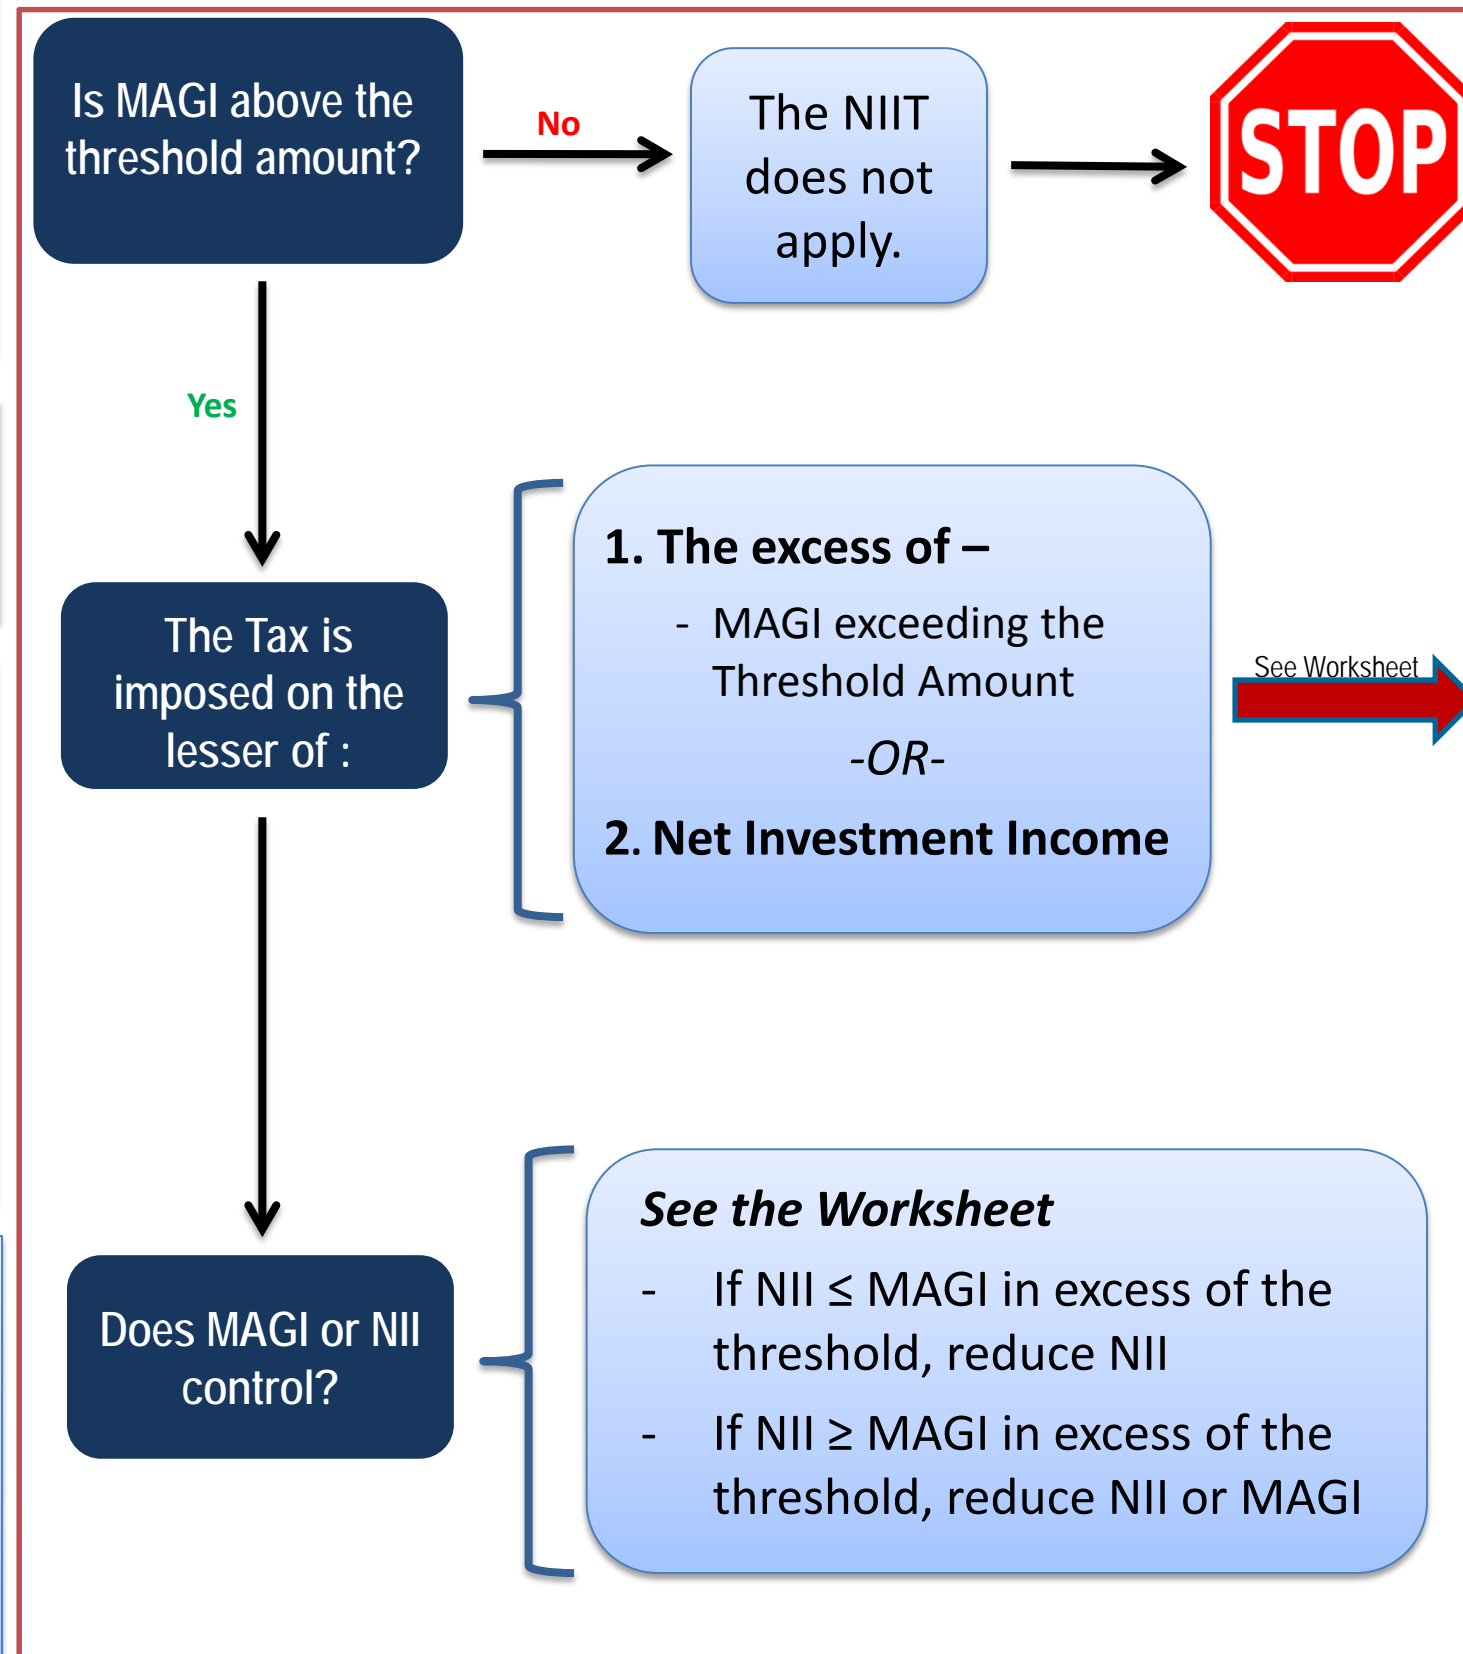 Is MAGI above the
threshold amount?
No
The NIIT
does not
apply.
STOP
Yes
The Tax is
imposed on the
lesser of :
1. The excess of –
- MAGI exceeding the
Threshold Amount
-OR-
2. Net Investment Income
See Worksheet
Does MAGI or NII
control?
See the Worksheet
- If NII ≤ MAGI in excess of the
threshold, reduce NII
- If NII ≥ MAGI in excess of the
threshold, reduce NII or MAGI